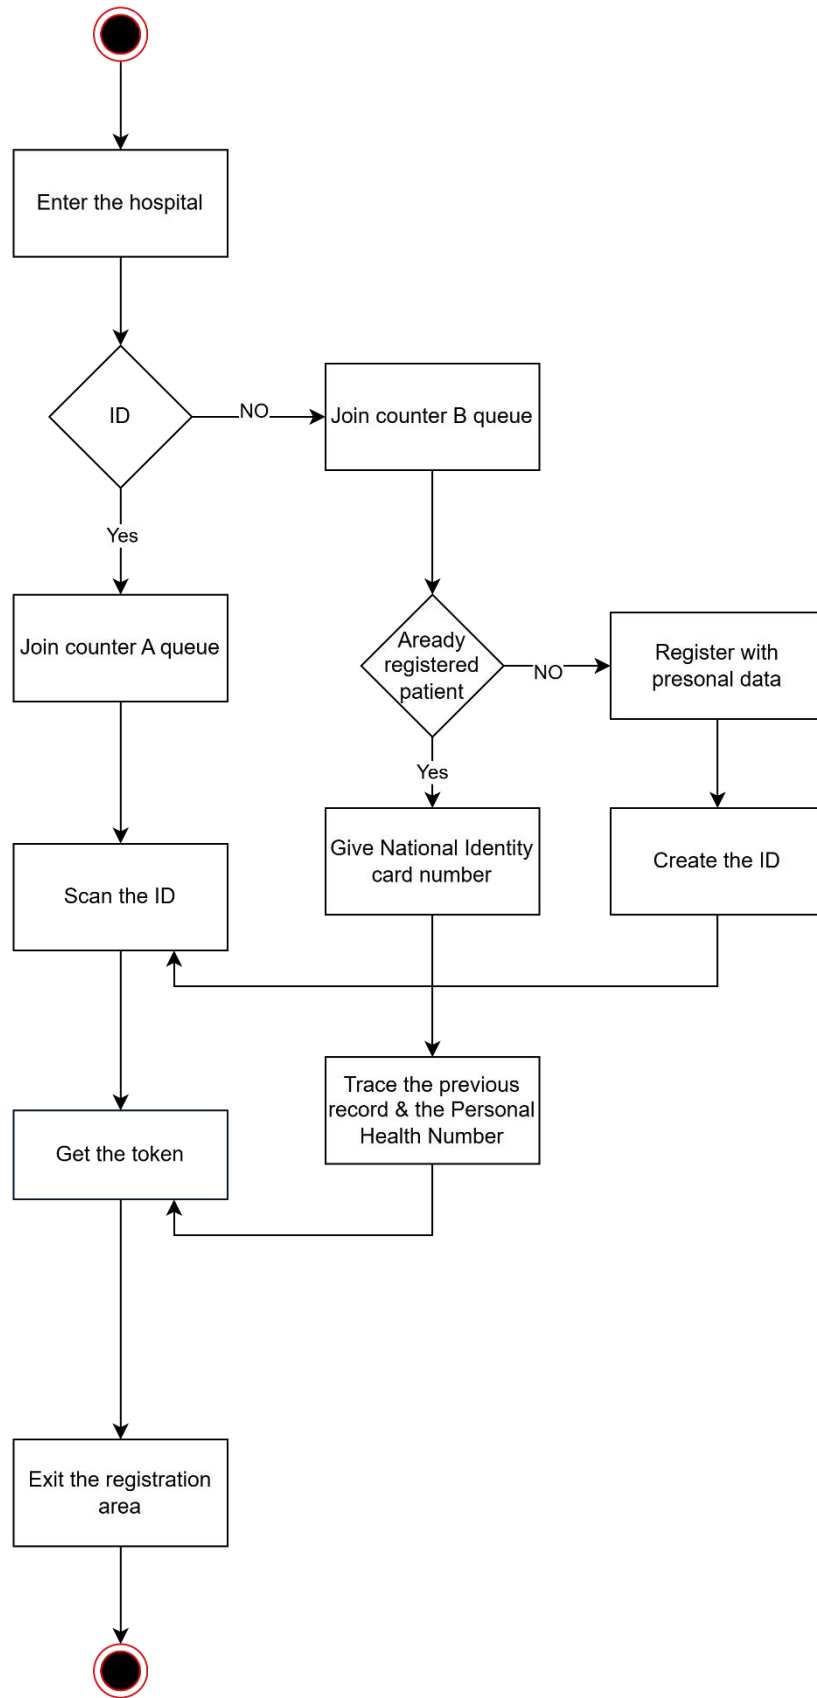 Enter the hospital
ID
NO
Join counter B queue
Yes
Join counter A queue
Aready
registered
patient
NO
Register with
presonal data
Yes
Give National Identity
card number
Create the ID
Scan the ID
Trace the previous
record & the Personal
Health Number
Get the token
Exit the registration
area